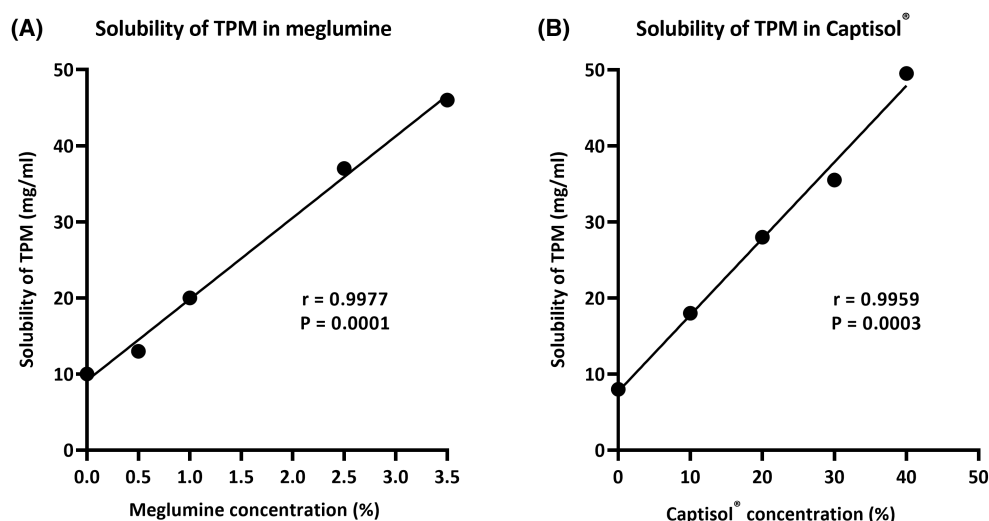 (A) Solubility of TPM in meglumine
50
40
30
20
10
0
Solubility of TPM (mg/ml)
r = 0.9977
P = 0.0001
0.0 0.5 1.0 1.5 2.0 2.5 3.0 3.5
Meglumine concentration (%)
(B) Solubility of TPM in Captisol®
50
40
30
20
10
0
Solubility of TPM (mg/ml)
r = 0.9959
P = 0.0003
0 10 20 30 40 50
Captisol® concentration (%)